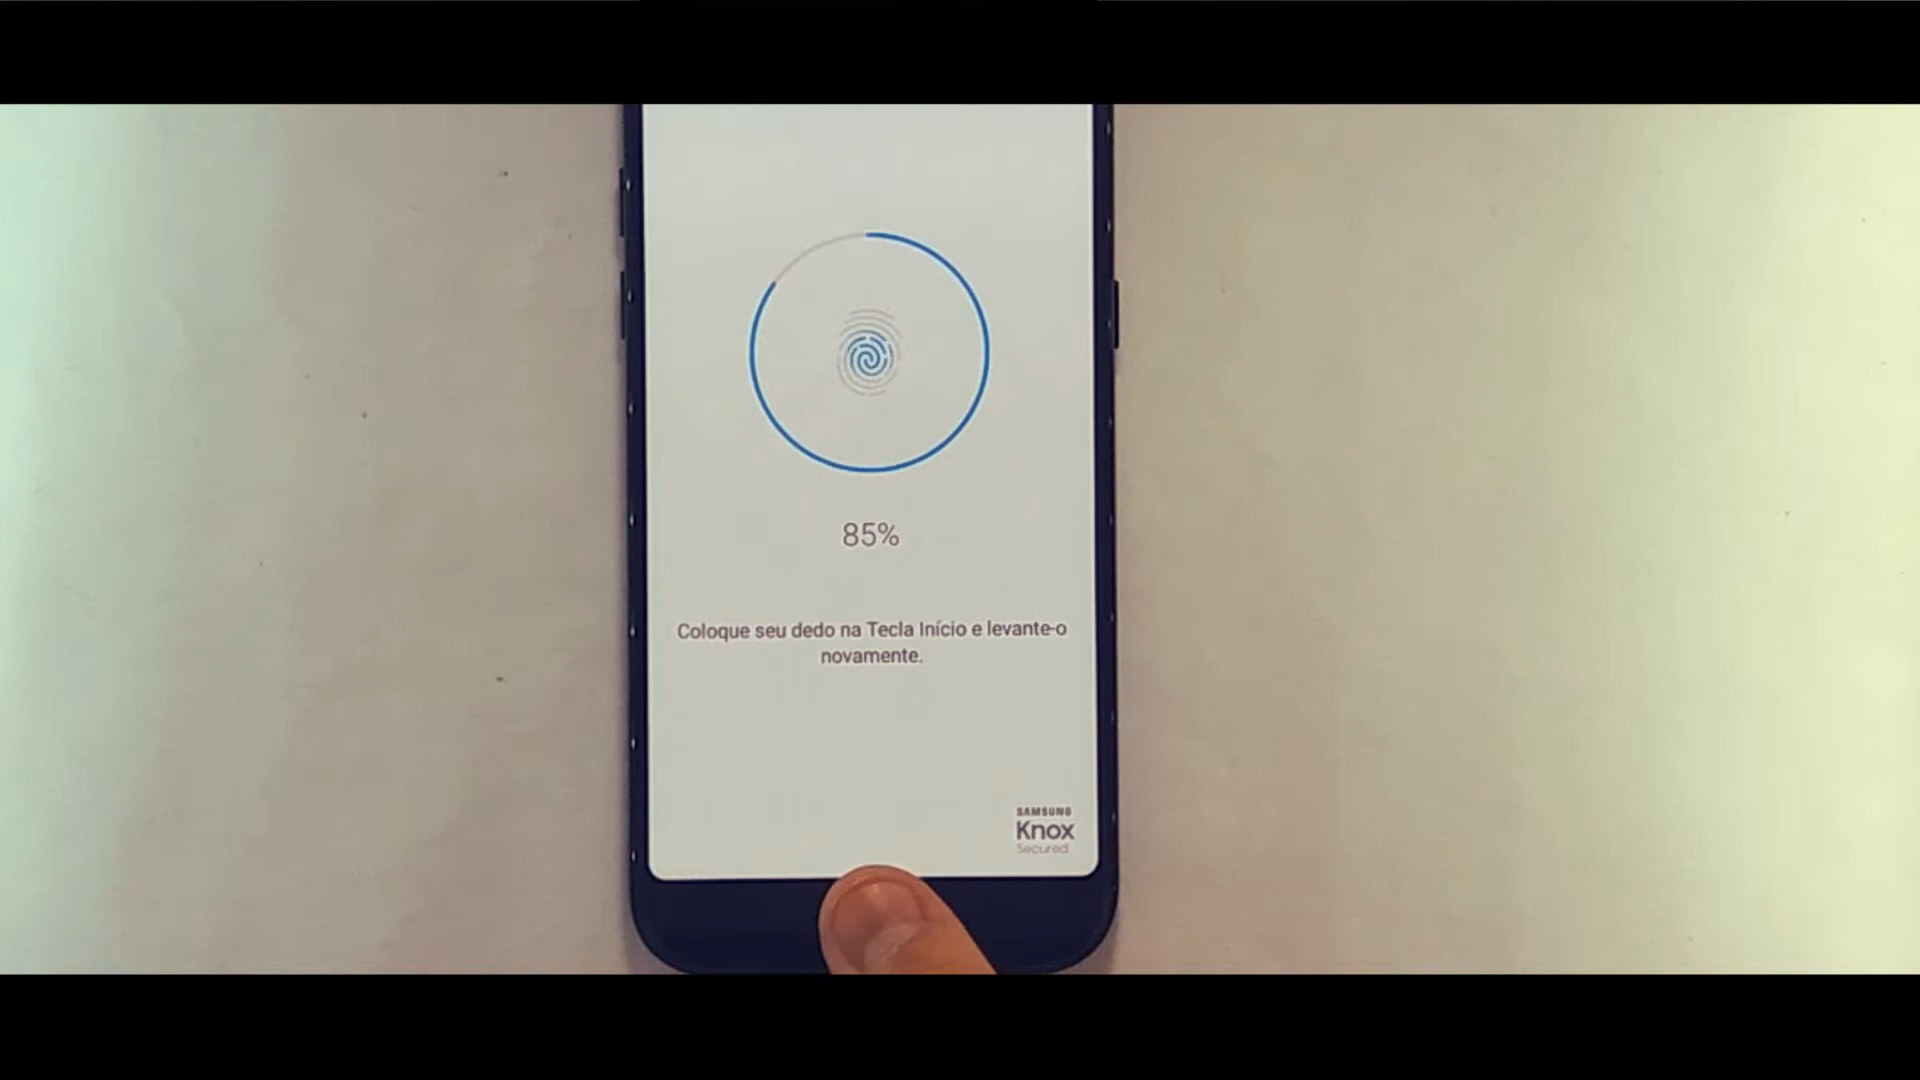 85%
Coloque seu dedo na Tecla Início e levante-o
novamente.
SAMSUNG
Knox
Secured